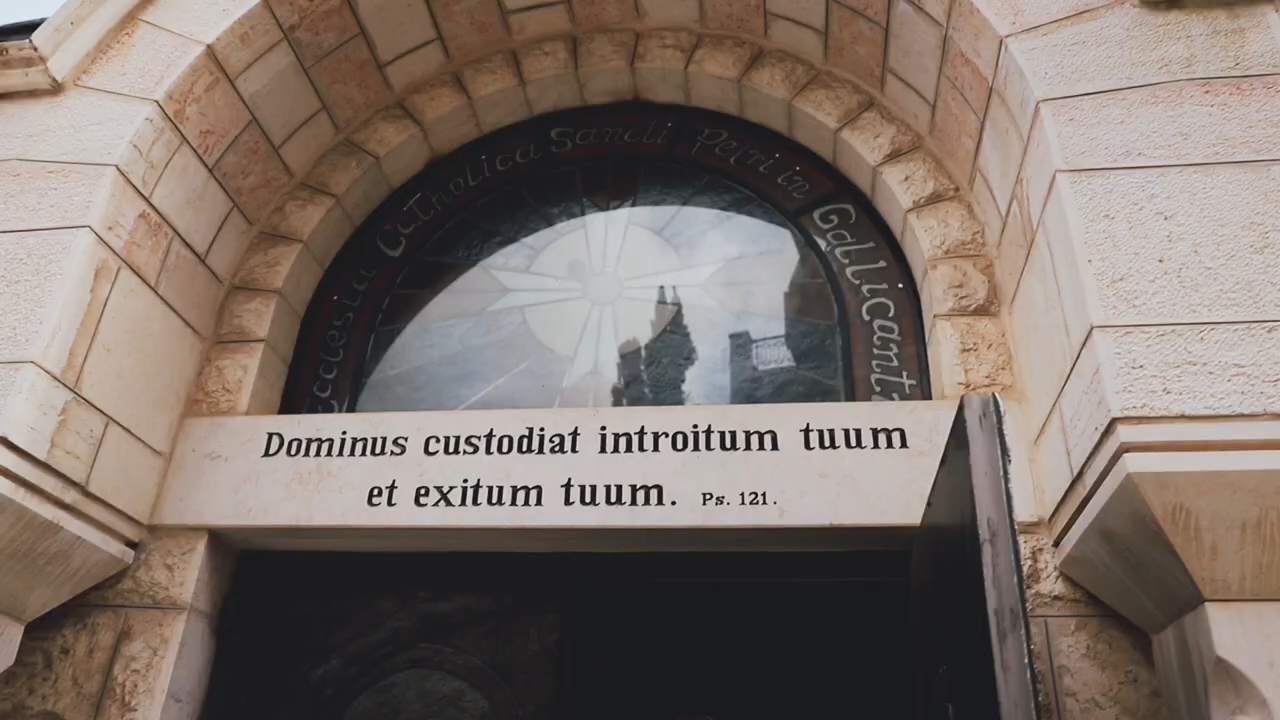 Ecclesia Catholica Sancti Petri in Gallicantu
Dominus custodiat introitum tuum
et exitum tuum. Ps. 121.